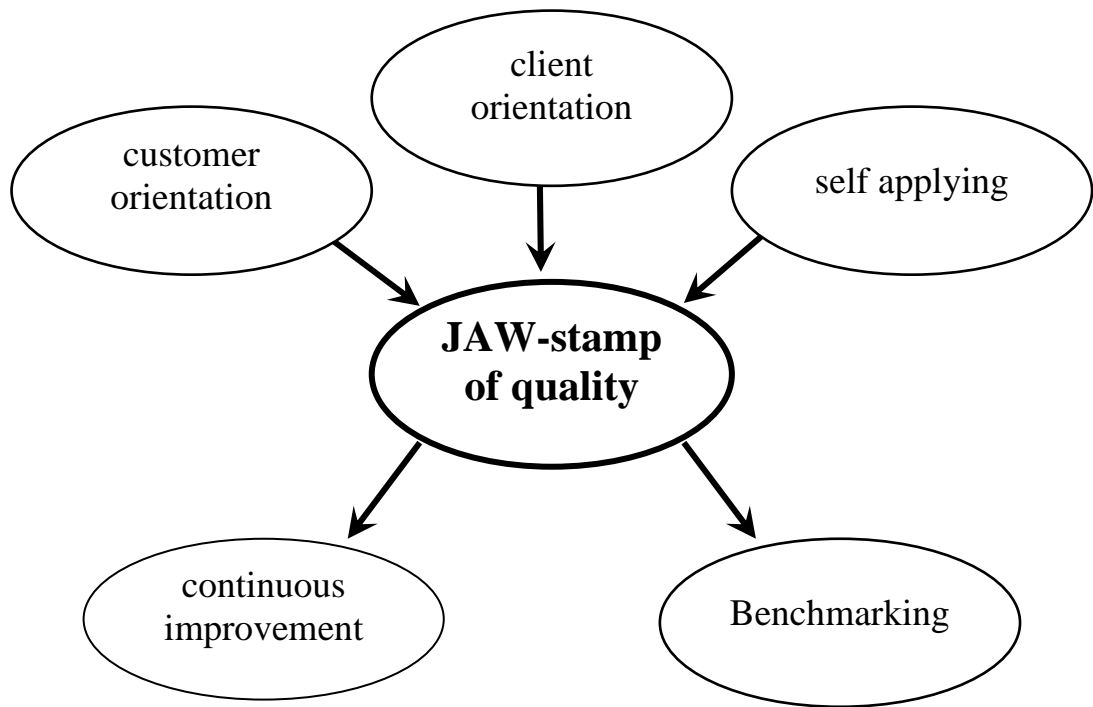 client
orientation
customer
orientation
self applying
JAW-stamp
of quality
continuous
improvement
Benchmarking